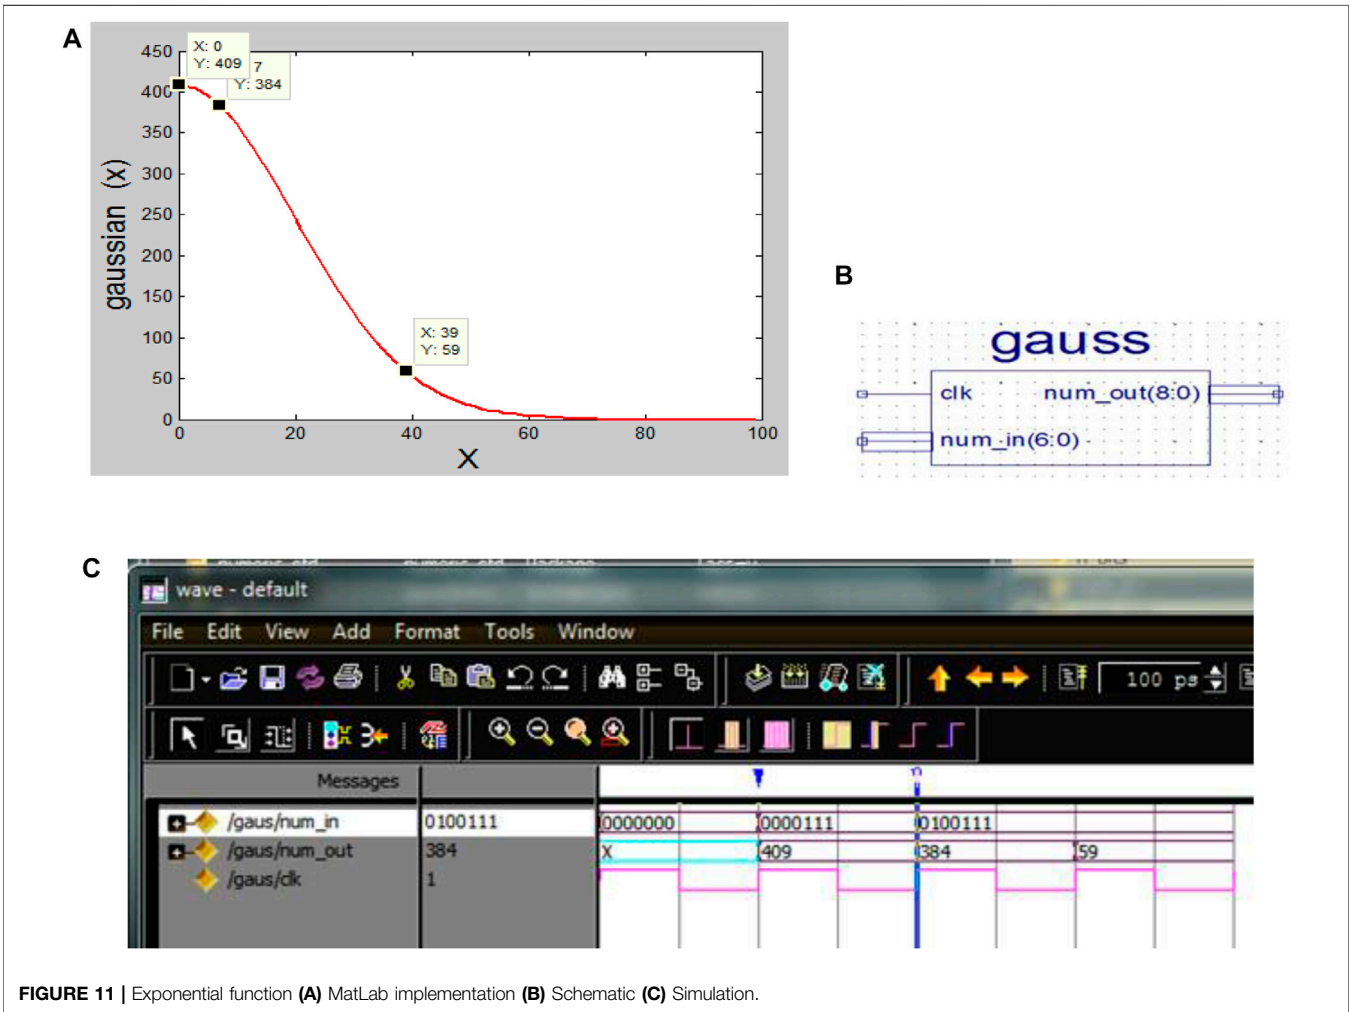 A
X: 0
Y: 409
7
Y: 384
450
400
350
300
250
200
150
100
50
0
gaussian (x)
X: 39
Y: 59
0 20 40 60 80 100
X
B
gauss
clk num_out(8:0)
num_in(6:0)
C
wave - default
File Edit View Add Format Tools Window
100 ps
Messages
/gaus/num_in 0100111 0000000 0000111 0100111
/gaus/num_out 384 X 409 384 59
/gaus/clk 1
FIGURE 11 | Exponential function (A) MatLab implementation (B) Schematic (C) Simulation.